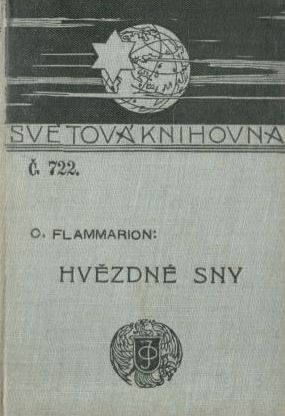 SVĚTOVÁ KNIHOVNA
Č. 722.
C. FLAMMARION:
HVĚZDNÉ SNY